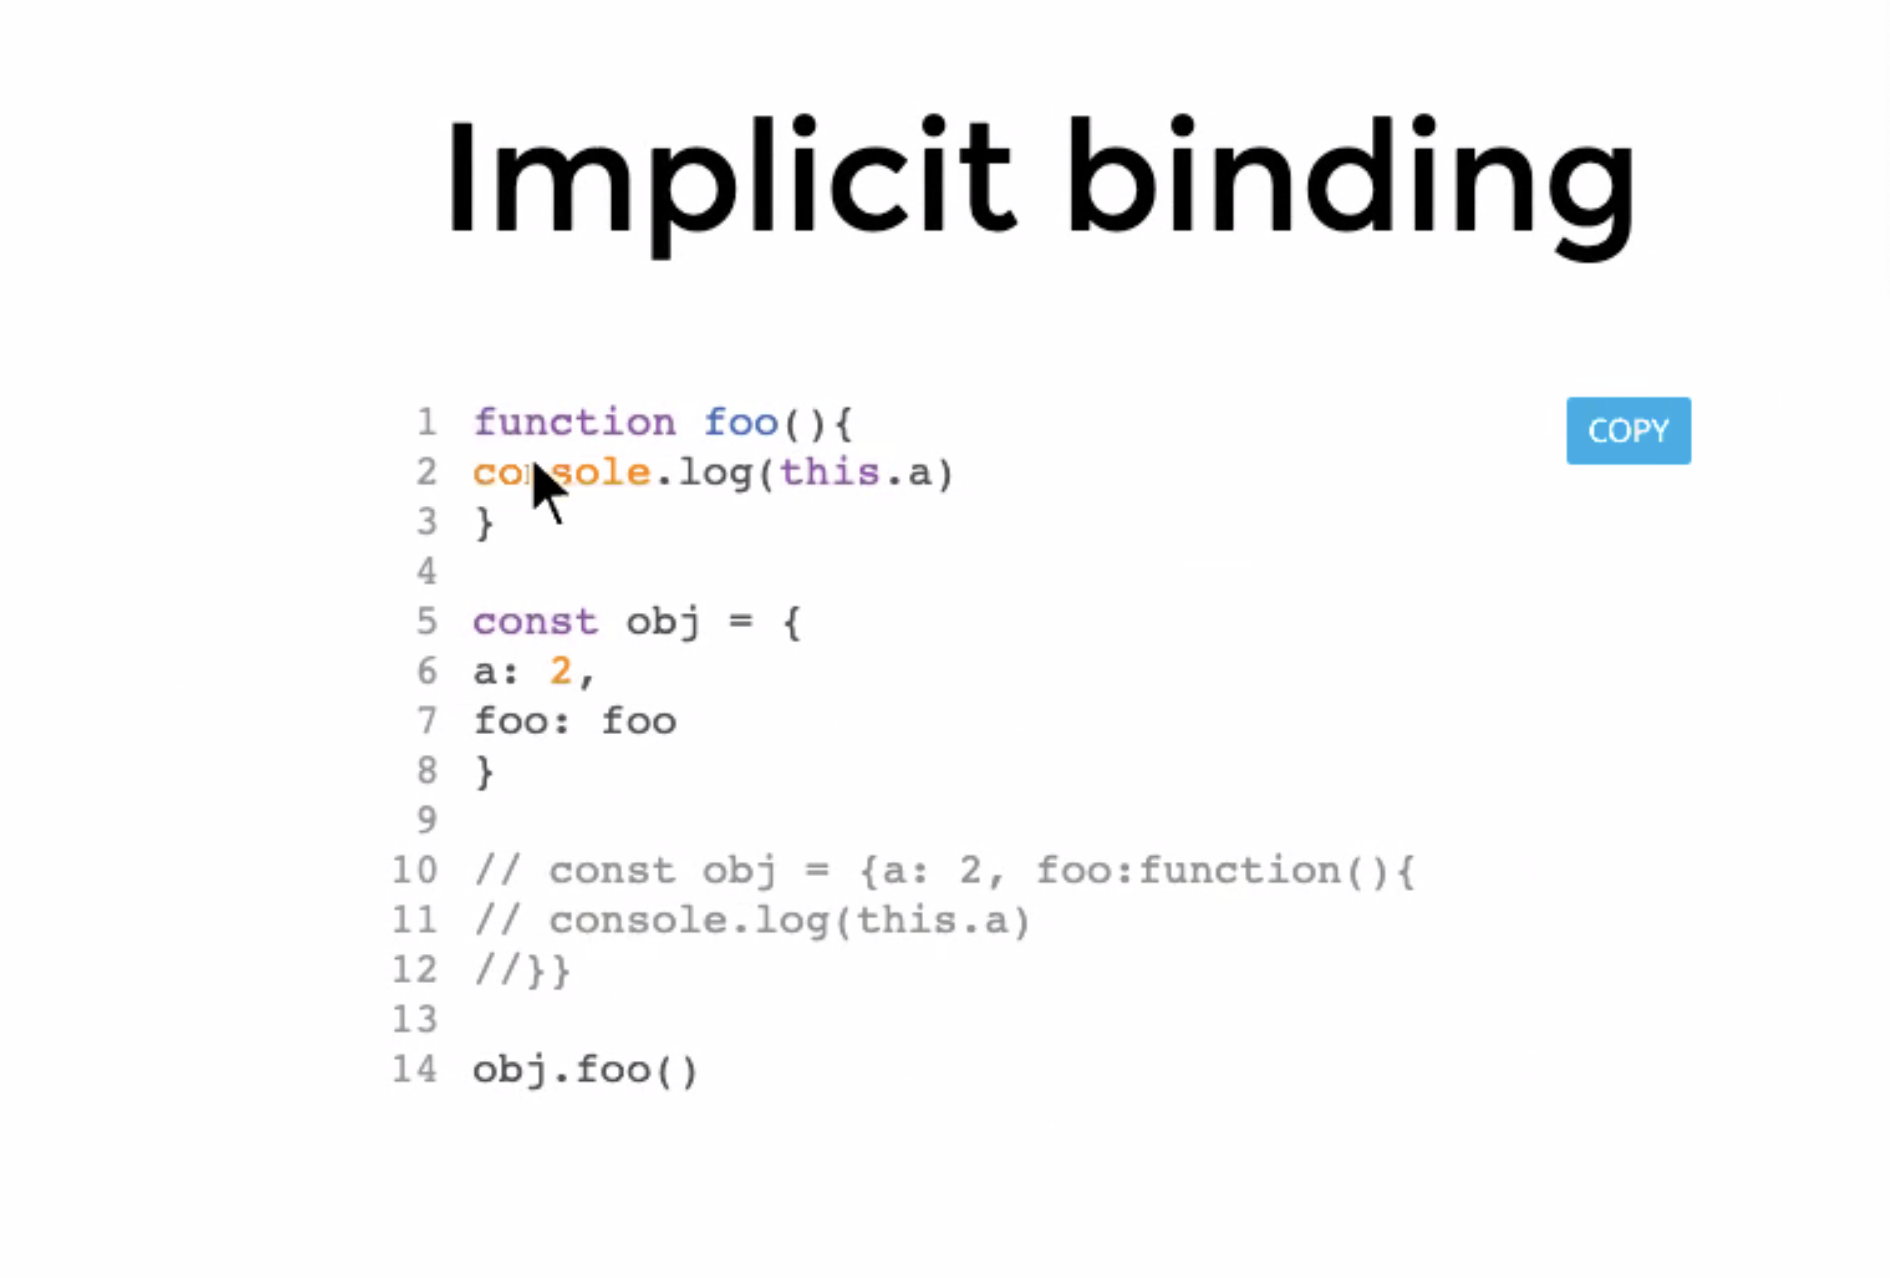 Implicit binding
COPY
1 function foo(){
2 console.log(this.a)
3 }
4
5 const obj = {
6 a: 2,
7 foo: foo
8 }
9
10 // const obj = {a: 2, foo:function(){
11 // console.log(this.a)
12 //}}
13
14 obj.foo()